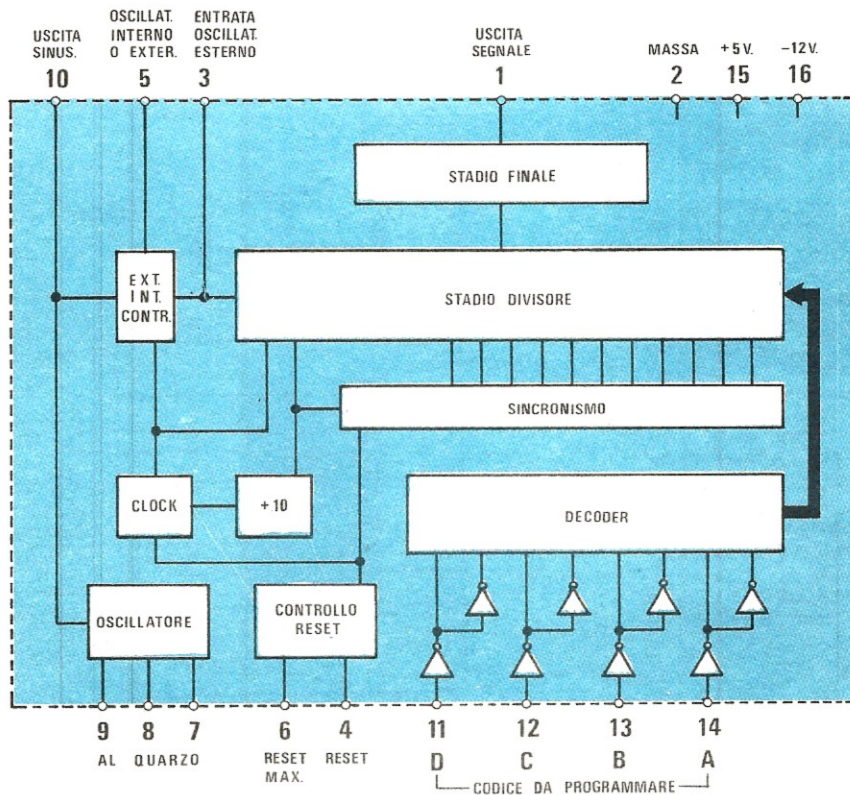 USCITA SINUS.
10
OSCILLAT. INTERNO O EXTER.
5
ENTRATA OSCILLAT. ESTERNO
3
USCITA SEGNALE
1
MASSA
2
+5 V.
15
-12 V.
16
STADIO FINALE
EXT. INT. CONTR.
STADIO DIVISORE
SINCRONISMO
CLOCK
+10
DECODER
OSCILLATORE
CONTROLLO RESET
9
8
7
AL QUARZO
6
RESET MAX.
4
RESET
11
D
12
C
13
B
14
A
CODICE DA PROGRAMMARE